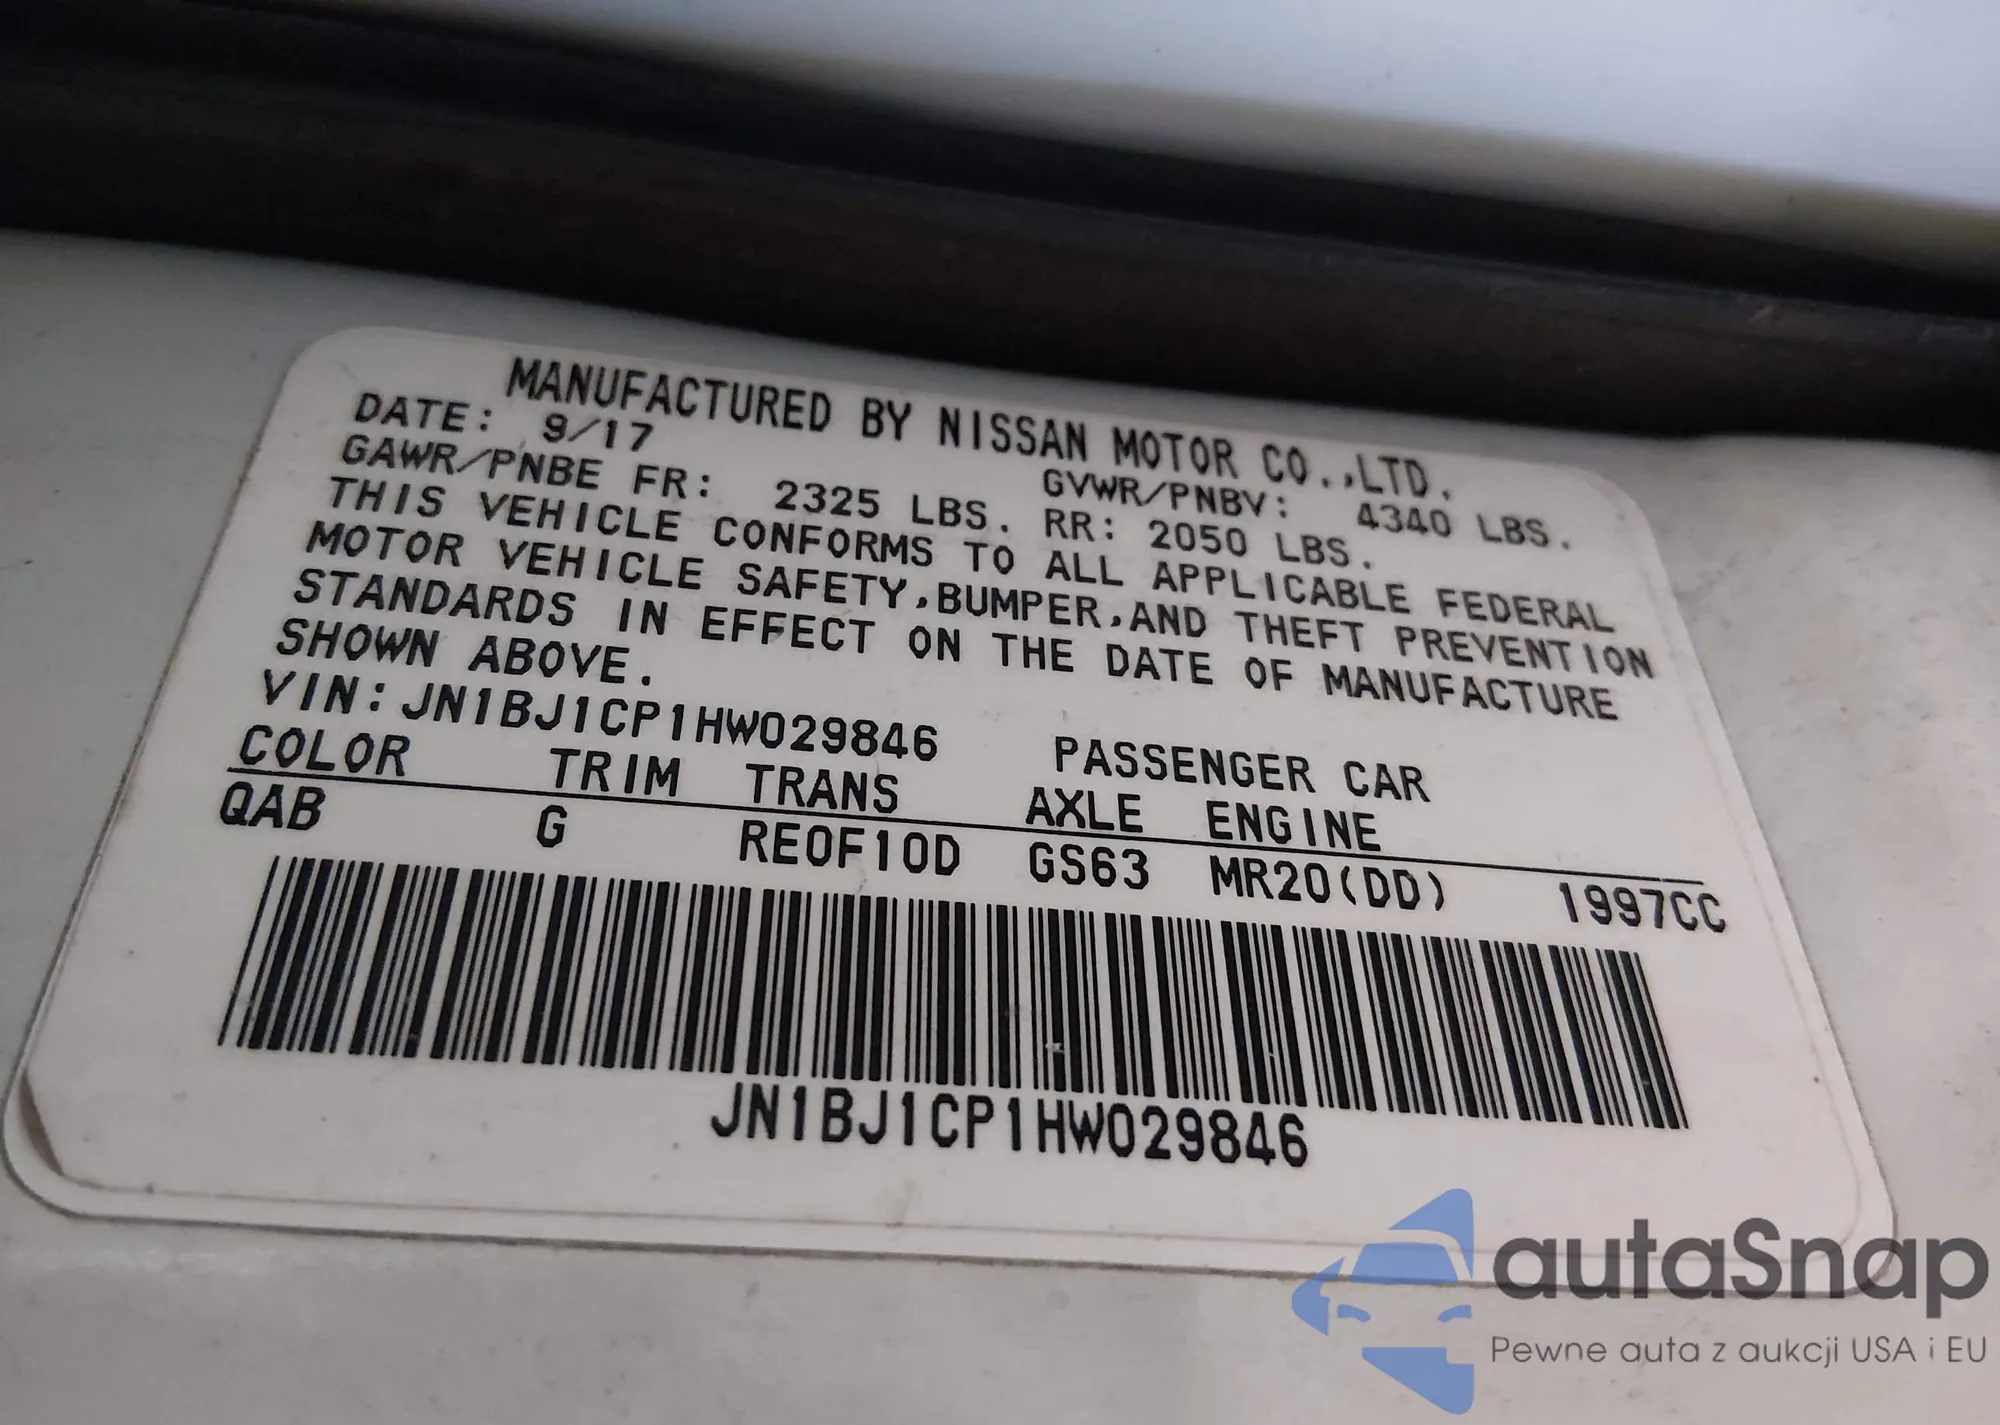 MANUFACTURED BY NISSAN MOTOR CO.,LTD.
DATE: 9/17 GVWR/PNBV: 4340 LBS.
GAWR/PNBE FR: 2325 LBS. RR: 2050 LBS.
THIS VEHICLE CONFORMS TO ALL APPLICABLE FEDERAL
MOTOR VEHICLE SAFETY,BUMPER,AND THEFT PREVENTION
STANDARDS IN EFFECT ON THE DATE OF MANUFACTURE
SHOWN ABOVE.
VIN:JN1BJ1CP1HW029846 PASSENGER CAR
COLOR TRIM TRANS AXLE ENGINE
QAB G RE0F10D GS63 MR20(DD) 1997CC
JN1BJ1CP1HW029846
autaSnap
Pewne auta z aukcji USA i EU